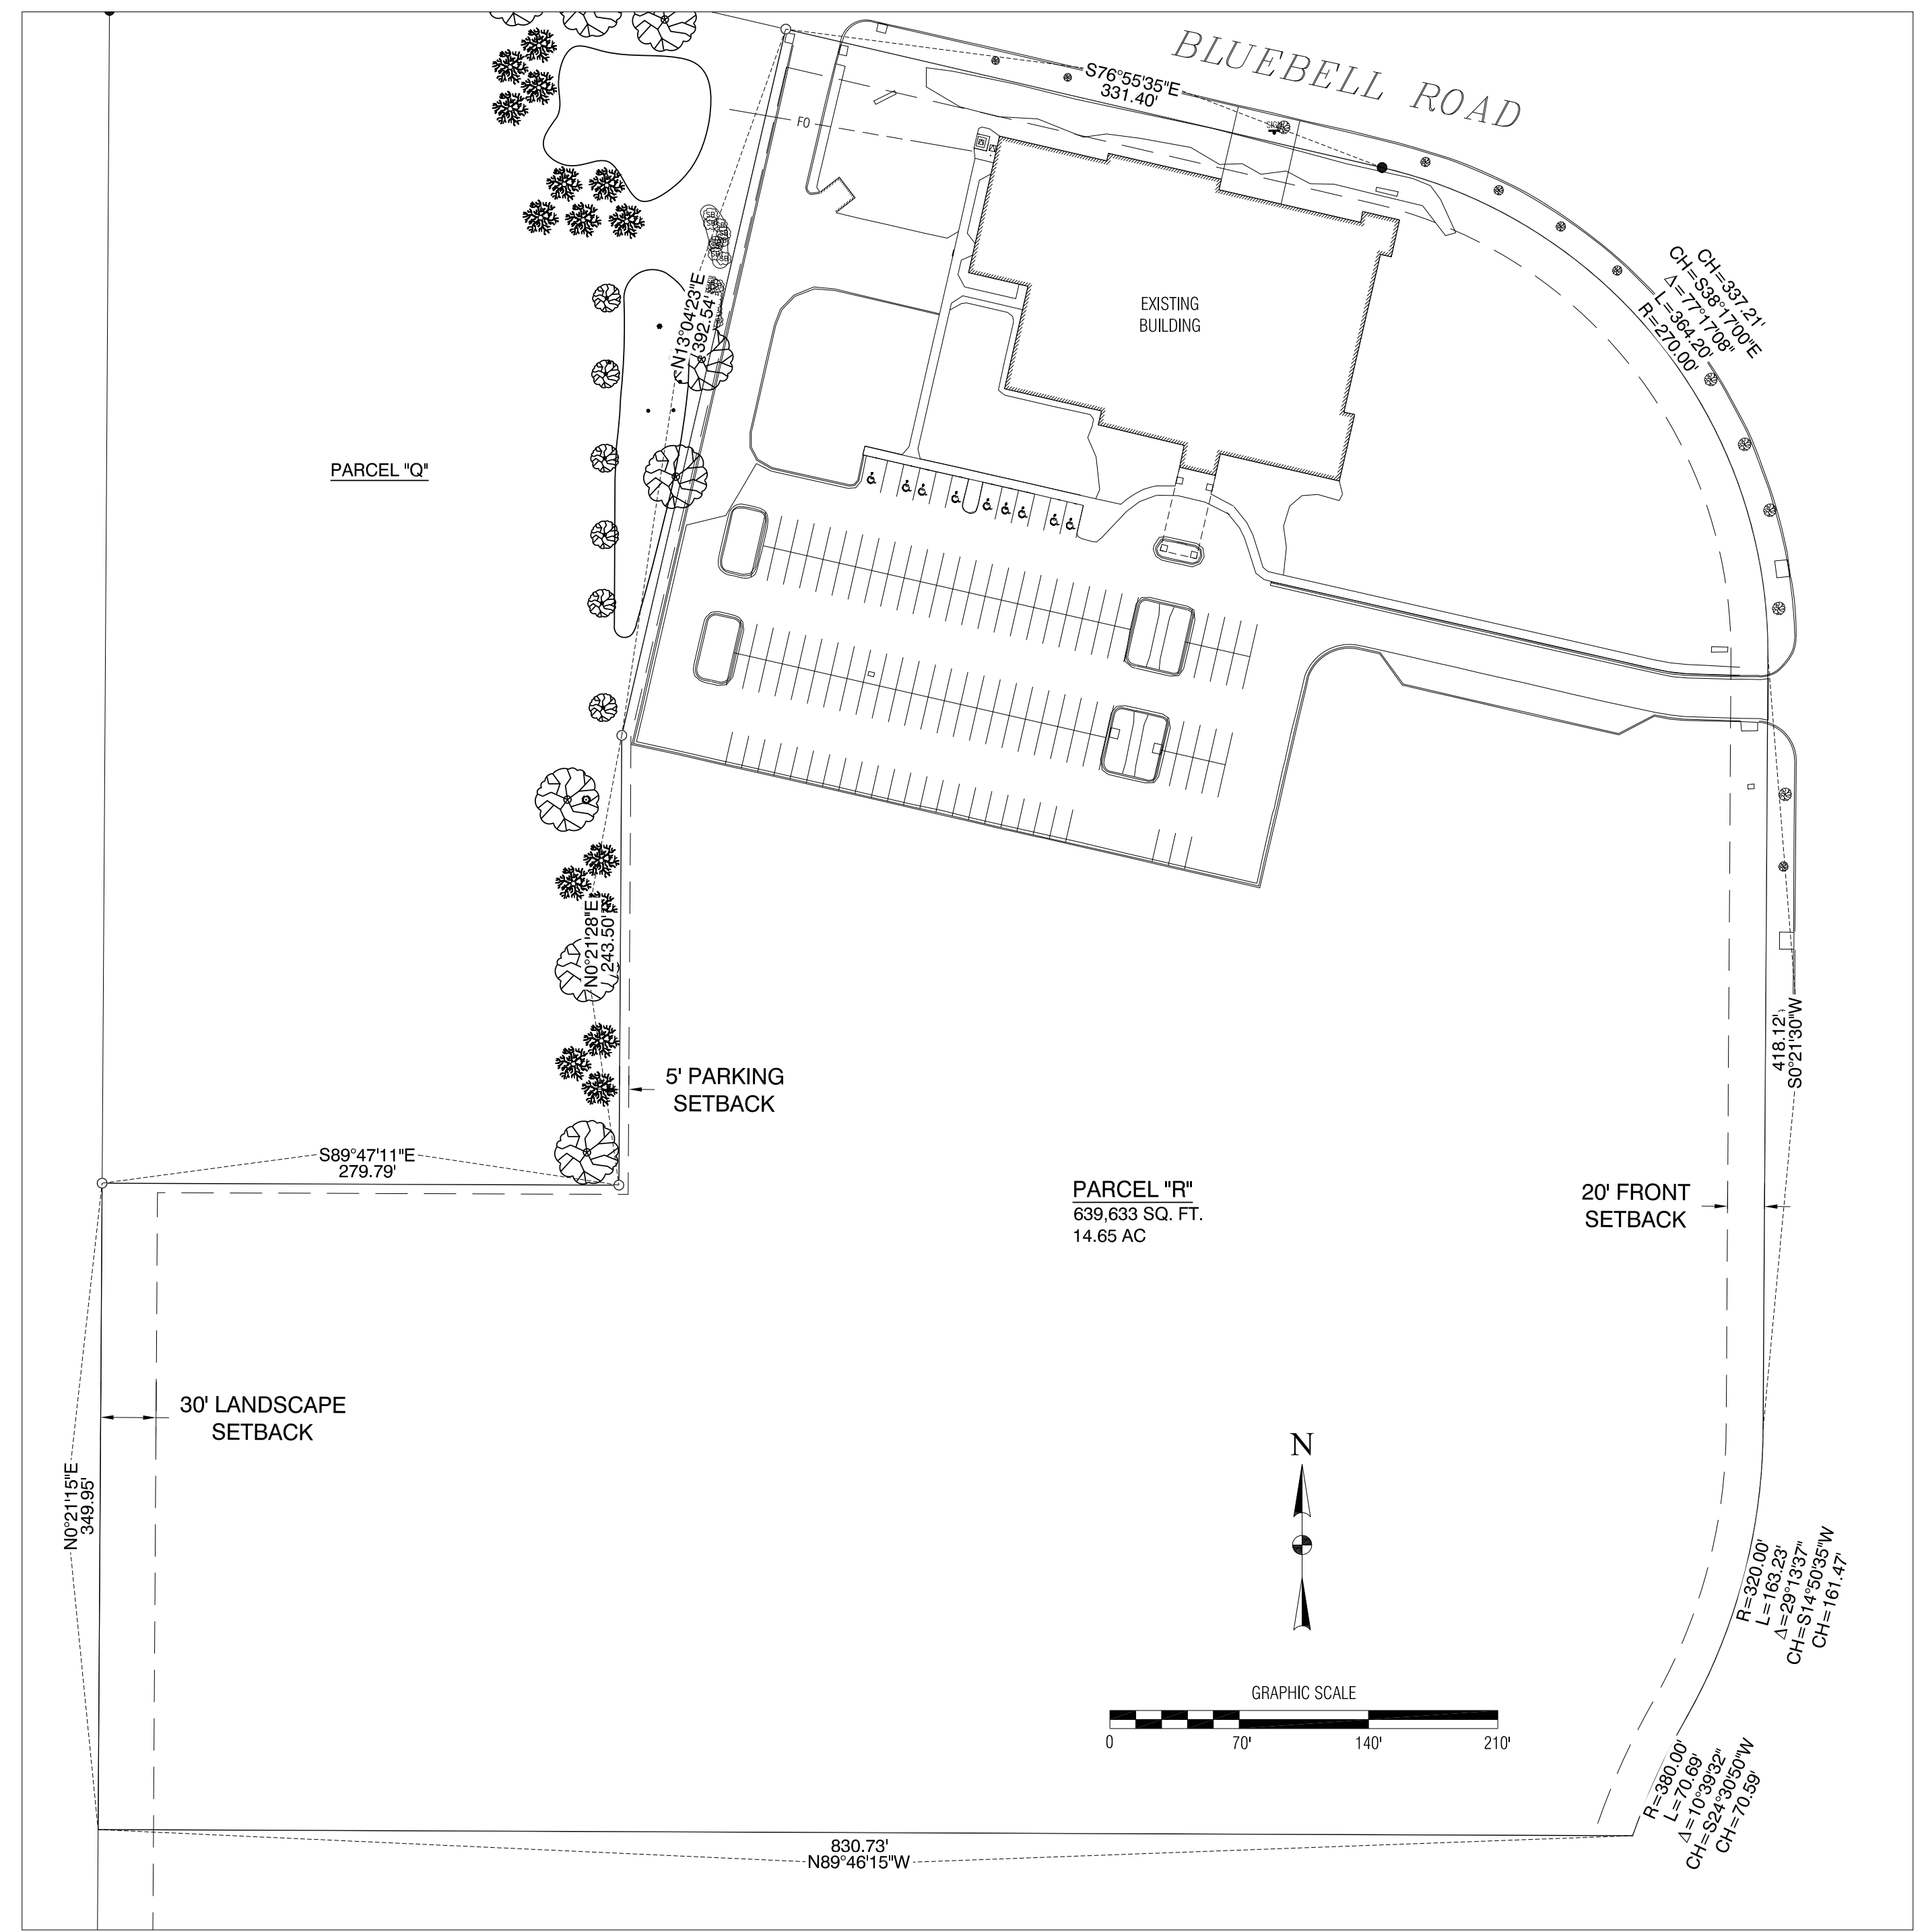 BLUEBELL ROAD
S76°55'35"E
331.40'
FO
SIGN
N13°04'23"E
392.54'
EXISTING
BUILDING
CH=337.21'
CH=S38°17'00"E
Δ=77°17'08"
L=364.20'
R=270.00'
PARCEL "Q"
N0°21'28"E
243.50'
5' PARKING
SETBACK
418.12'
S0°21'30"W
S89°47'11"E
279.79'
PARCEL "R"
639,633 SQ. FT.
14.65 AC
20' FRONT
SETBACK
30' LANDSCAPE
SETBACK
N0°21'15"E
349.95'
N
R=320.00'
L=163.23'
Δ=29°13'37"
CH=S14°50'35"W
CH=161.47'
GRAPHIC SCALE
0 70' 140' 210'
R=380.00'
L=70.69'
Δ=10°39'32"
CH=S24°30'50"W
CH=70.59'
830.73'
N89°46'15"W